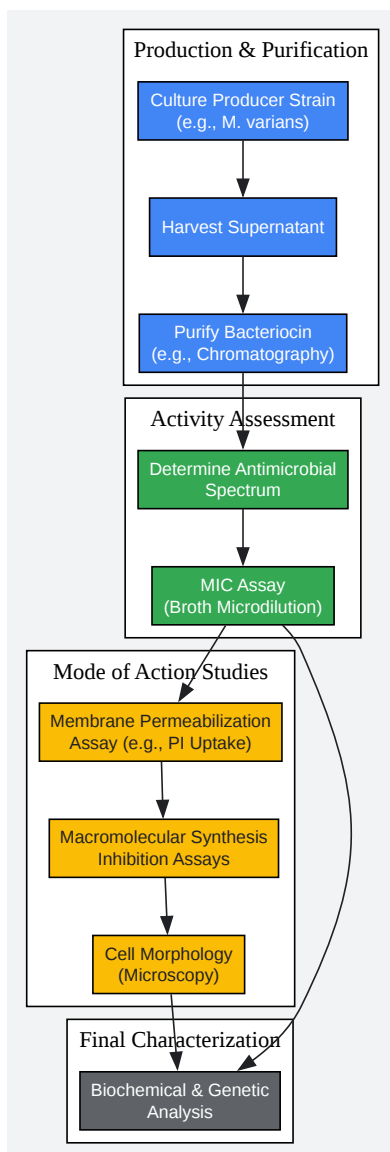 Production & Purification
Culture Producer Strain
(e.g., M. varians)
Harvest Supernatant
Purify Bacteriocin
(e.g., Chromatography)
Activity Assessment
Determine Antimicrobial
Spectrum
MIC Assay
(Broth Microdilution)
Mode of Action Studies
Membrane Permeabilization
Assay (e.g., PI Uptake)
Macromolecular Synthesis
Inhibition Assays
Cell Morphology
(Microscopy)
Final Characterization
Biochemical & Genetic
Analysis